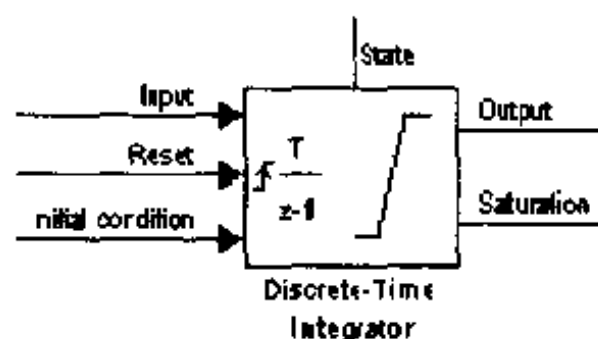 State
Input
Output
Reset
T
z-1
nitial condition
Saturation
Discrete-Time
Integrator